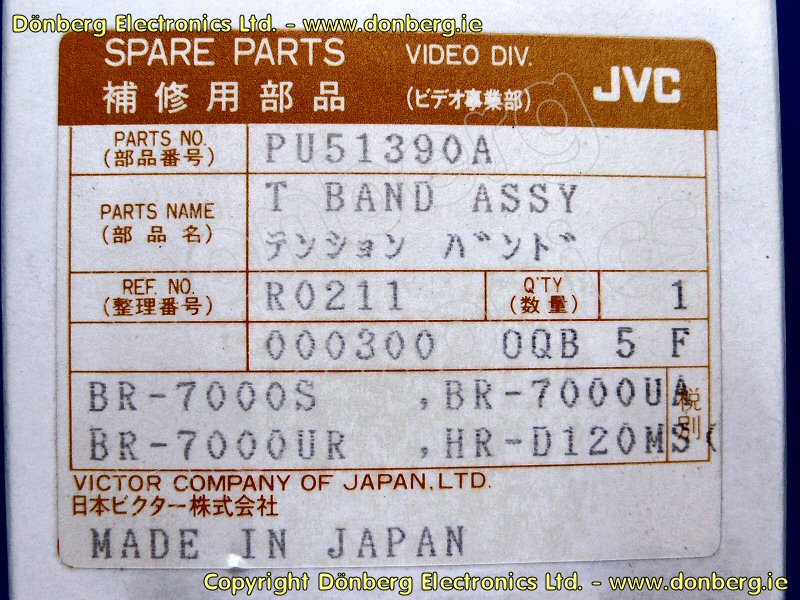 Dönberg Electronics Ltd. - www.donberg.ie
SPARE PARTS VIDEO DIV. JVC
補修用部品 (ビデオ事業部)
PARTS NO. (部品番号) PU51390A
PARTS NAME (部品名) T BAND ASSY
テンション バンド
REF. NO. (整理番号) R0211 Q'TY (数量) 1
000300 0QB 5 F
BR-7000S ,BR-7000UA
BR-7000UR ,HR-D120MS(
税別
VICTOR COMPANY OF JAPAN, LTD.
日本ビクター株式会社
MADE IN JAPAN
Copyright Dönberg Electronics Ltd. - www.donberg.ie